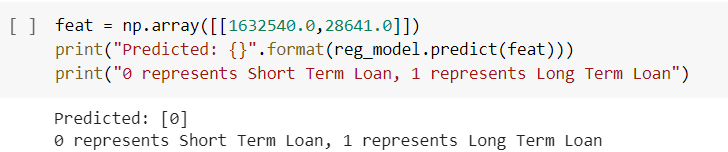 [ ] feat = np.array([[1632540.0,28641.0]])
print("Predicted: {}".format(reg_model.predict(feat)))
print("0 represents Short Term Loan, 1 represents Long Term Loan")
Predicted: [0]
0 represents Short Term Loan, 1 represents Long Term Loan